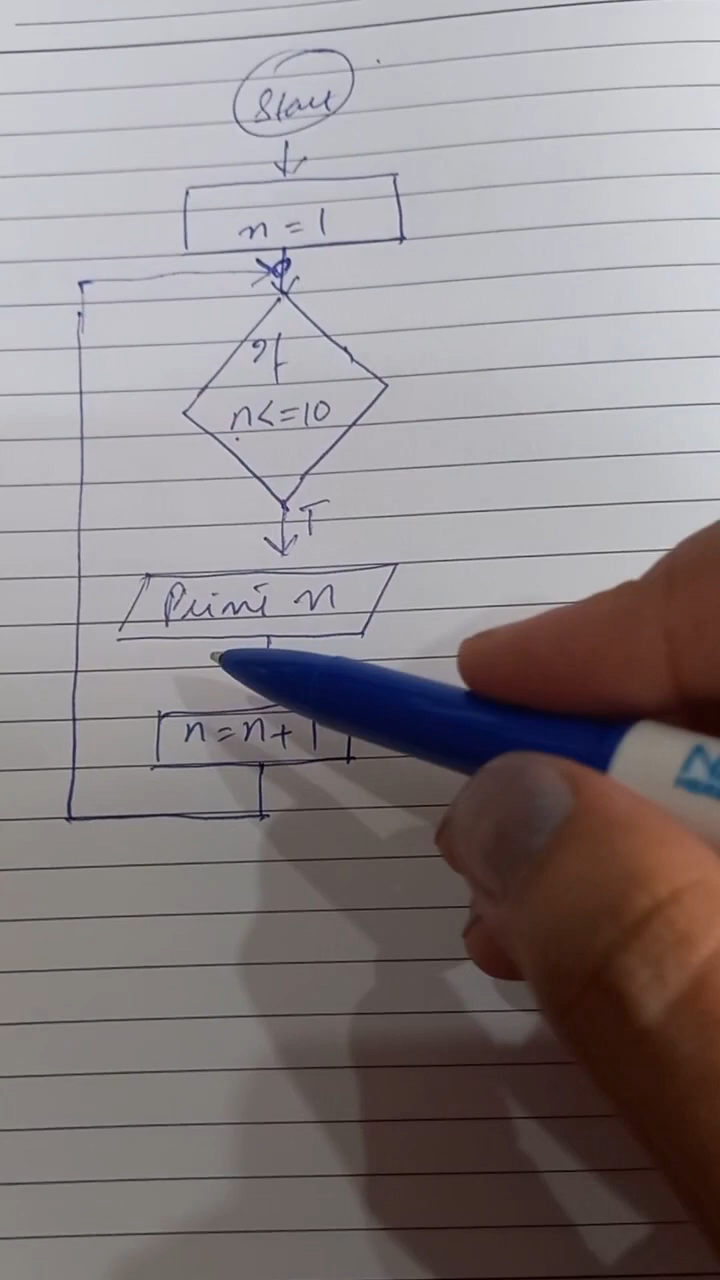 Start
n = 1
If
n<=10
T
Print n
n=n+1